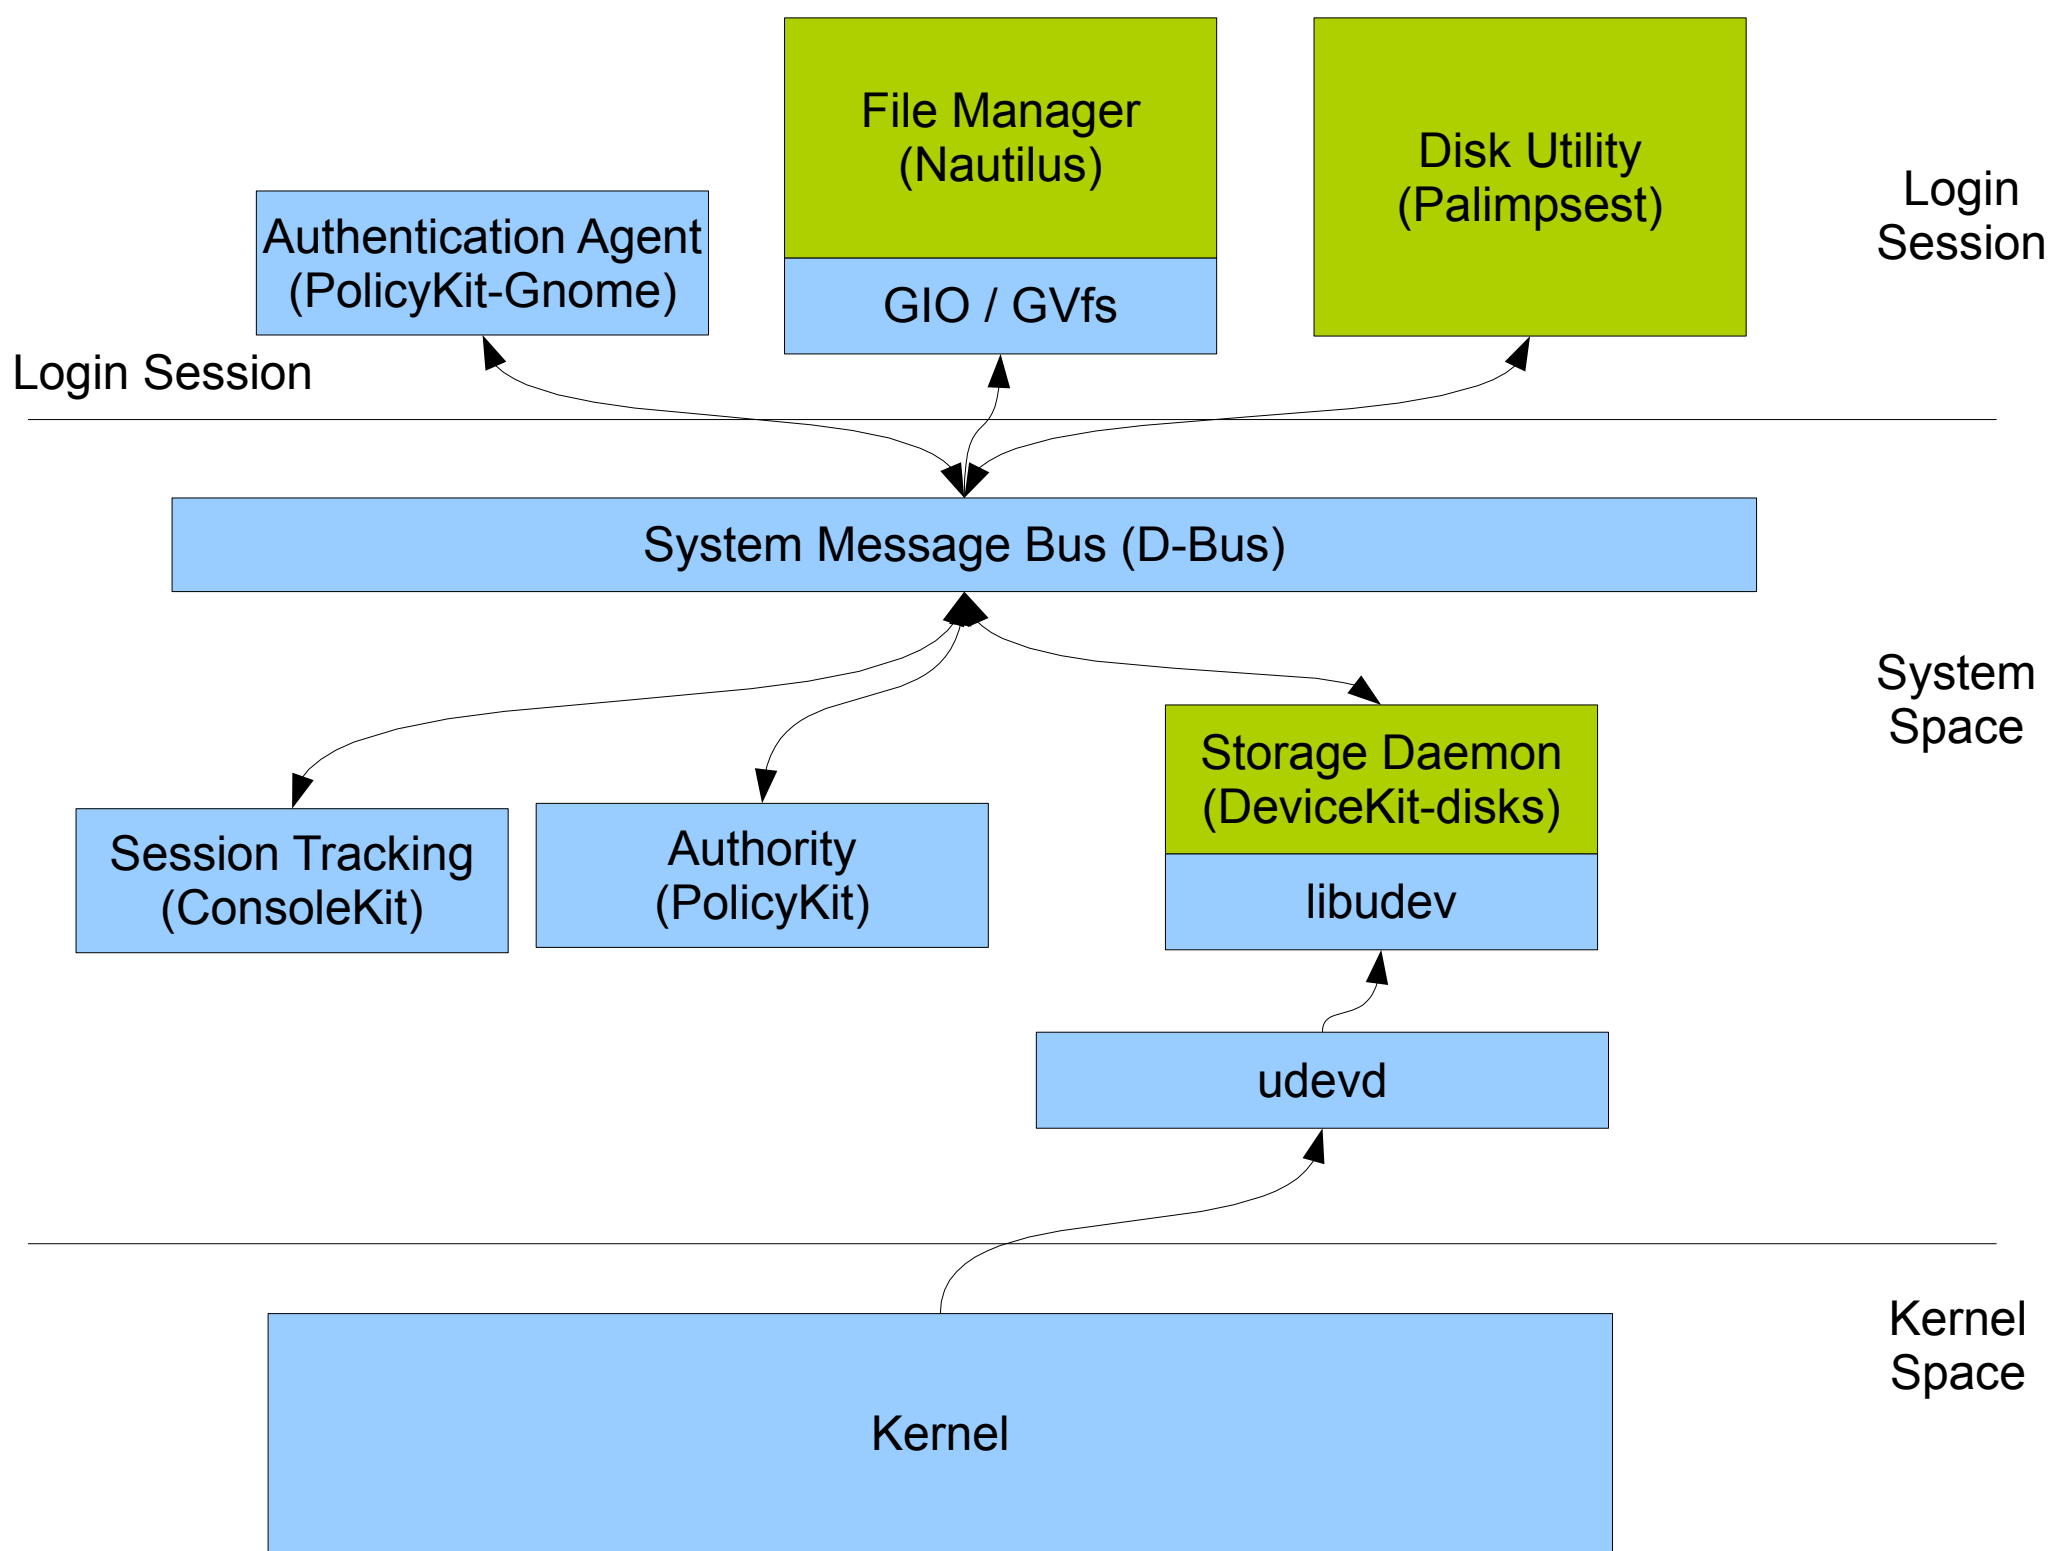 File Manager
(Nautilus)
Disk Utility
(Palimpsest)
Login
Session
Authentication Agent
(PolicyKit-Gnome)
GIO / GVfs
Login Session
System Message Bus (D-Bus)
System
Space
Storage Daemon
(DeviceKit-disks)
Session Tracking
(ConsoleKit)
Authority
(PolicyKit)
libudev
udevd
Kernel
Space
Kernel